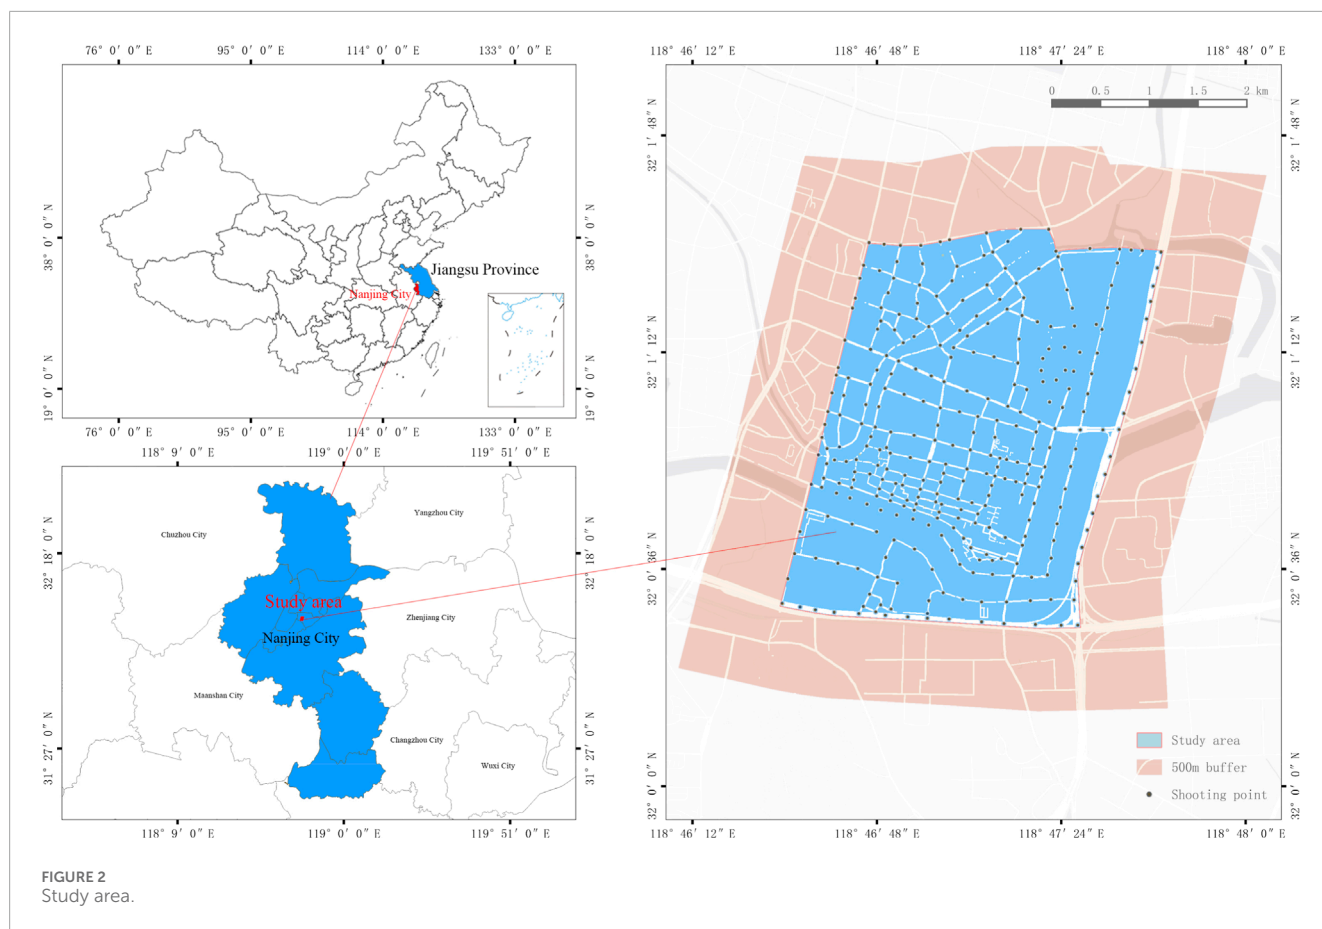 76° 0′ 0″ E 95° 0′ 0″ E 114° 0′ 0″ E 133° 0′ 0″ E
38° 0′ 0″ N
19° 0′ 0″ N
Jiangsu Province
Nanjing City
38° 0′ 0″ N
19° 0′ 0″ N
76° 0′ 0″ E 95° 0′ 0″ E 114° 0′ 0″ E 133° 0′ 0″ E
118° 9′ 0″ E 119° 0′ 0″ E 119° 51′ 0″ E
32° 18′ 0″ N
31° 27′ 0″ N
Yangzhou City
Chuzhou City
Study area
Zhenjiang City
Nanjing City
Maanshan City
Changzhou City
Wuxi City
32° 18′ 0″ N
31° 27′ 0″ N
118° 9′ 0″ E 119° 0′ 0″ E 119° 51′ 0″ E
118° 46′ 12″ E 118° 46′ 48″ E 118° 47′ 24″ E 118° 48′ 0″ E
0 0.5 1 1.5 2 km
32° 1′ 48″ N
32° 1′ 12″ N
32° 0′ 36″ N
32° 0′ 0″ N
32° 1′ 48″ N
32° 1′ 12″ N
32° 0′ 36″ N
32° 0′ 0″ N
Study area
500m buffer
Shooting point
118° 46′ 12″ E 118° 46′ 48″ E 118° 47′ 24″ E 118° 48′ 0″ E
FIGURE 2
Study area.